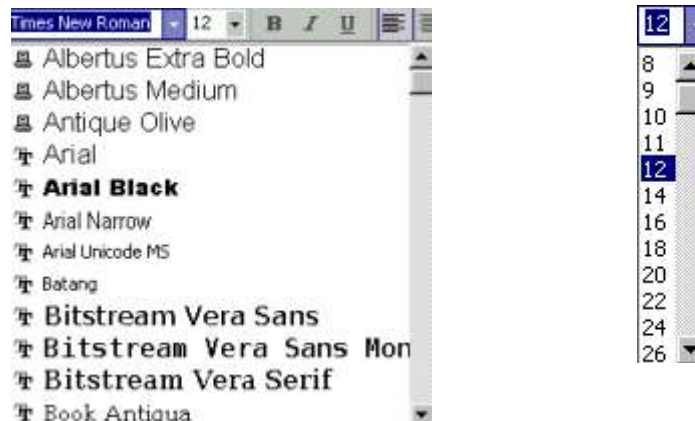 Times New Roman 12 B I U
Albertus Extra Bold
Albertus Medium
Antique Olive
Arial
Arial Black
Arial Narrow
Arial Unicode MS
Batang
Bitstream Vera Sans
Bitstream Vera Sans Mon
Bitstream Vera Serif
Book Antiqua
12
8
9
10
11
12
14
16
18
20
22
24
26